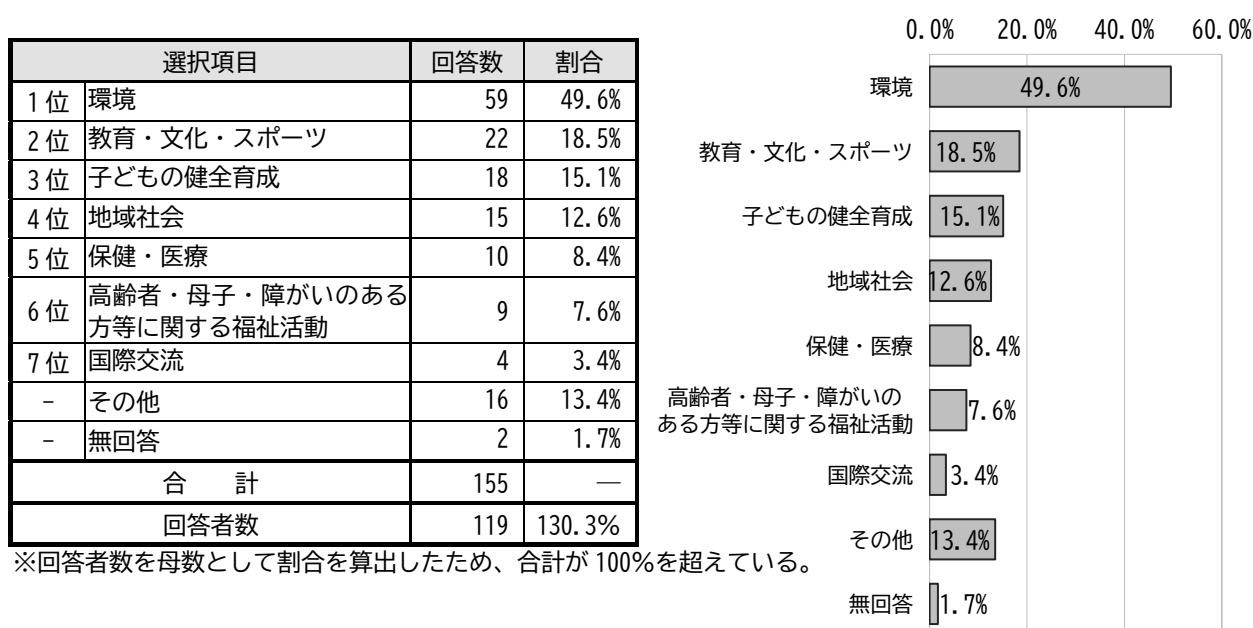 選択項目 回答数 割合
1位 環境 59 49.6%
2位 教育・文化・スポーツ 22 18.5%
3位 子どもの健全育成 18 15.1%
4位 地域社会 15 12.6%
5位 保健・医療 10 8.4%
6位 高齢者・母子・障がいのある
方等に関する福祉活動 9 7.6%
7位 国際交流 4 3.4%
− その他 16 13.4%
− 無回答 2 1.7%
合　　計 155 ―
回答者数 119 130.3%
※回答者数を母数として割合を算出したため、合計が100%を超えている。
0.0% 20.0% 40.0% 60.0%
環境 49.6%
教育・文化・スポーツ 18.5%
子どもの健全育成 15.1%
地域社会 12.6%
保健・医療 8.4%
高齢者・母子・障がいの
ある方等に関する福祉活動 7.6%
国際交流 3.4%
その他 13.4%
無回答 1.7%